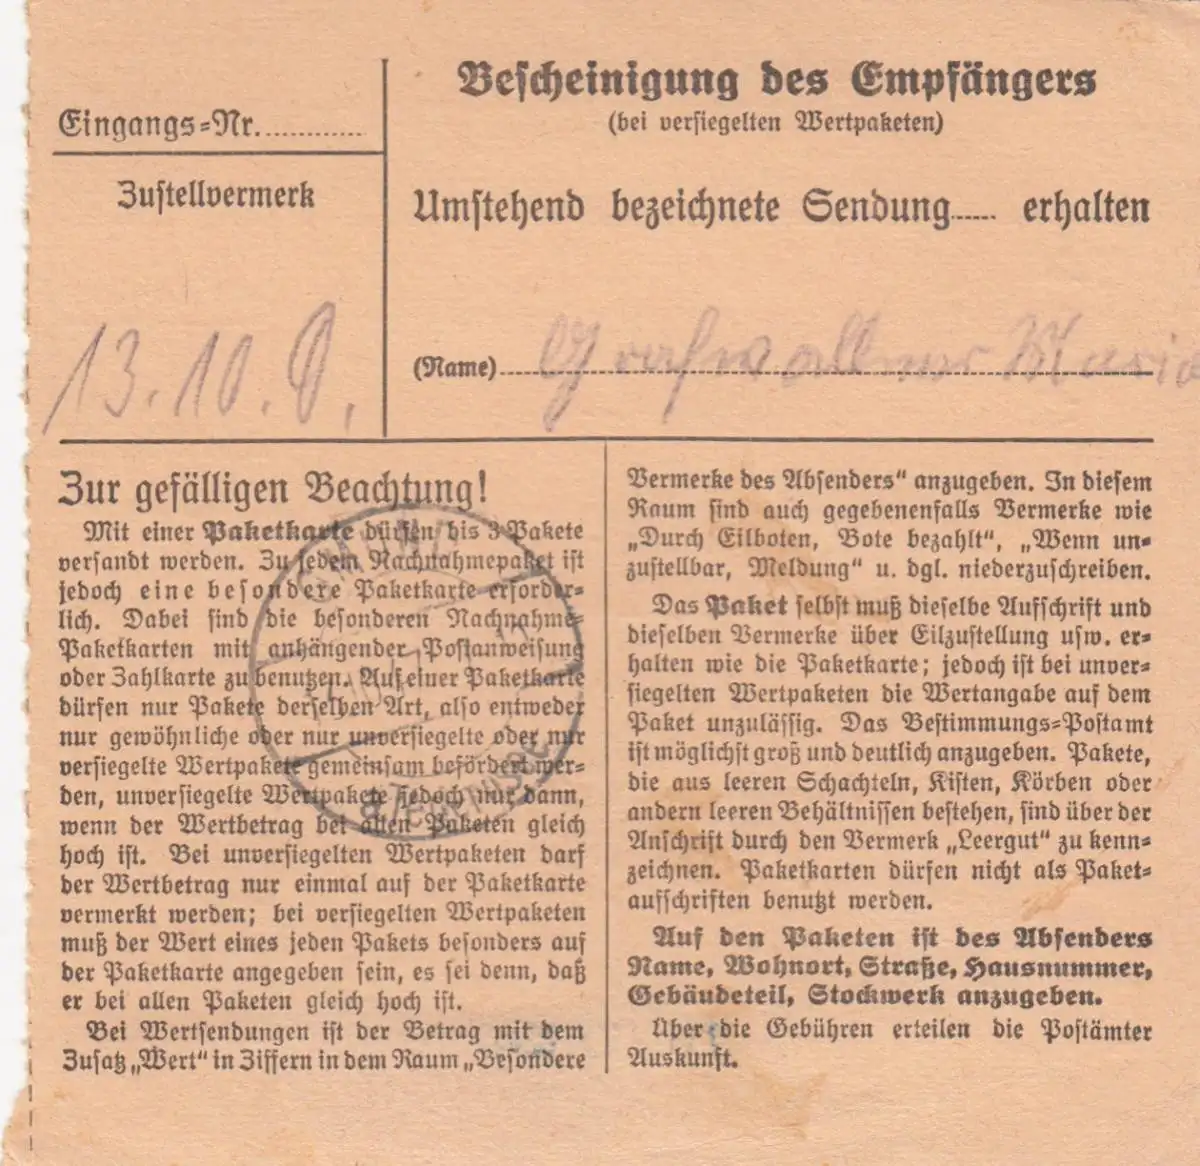 Eingangs=Nr.............
Zustellvermerk
13.10.
Bescheinigung des Empfängers
(bei versiegelten Wertpaketen)
Umstehend bezeichnete Sendung...... erhalten
(Name) Maria
Zur gefälligen Beachtung!
Mit einer Paketkarte dürfen bis 3 Pakete
versandt werden. Zu jedem Nachnahmepaket ist
jedoch eine besondere Paketkarte erforder=
lich. Dabei sind die besonderen Nachnahme=
Paketkarten mit anhängender Postanweisung
oder Zahlkarte zu benutzen. Auf einer Paketkarte
dürfen nur Pakete derselben Art, also entweder
nur gewöhnliche oder nur unversiegelte oder nur
versiegelte Wertpakete gemeinsam befördert wer=
den, unversiegelte Wertpakete jedoch nur dann,
wenn der Wertbetrag bei allen Paketen gleich
hoch ist. Bei unversiegelten Wertpaketen darf
der Wertbetrag nur einmal auf der Paketkarte
vermerkt werden; bei versiegelten Wertpaketen
muß der Wert eines jeden Pakets besonders auf
der Paketkarte angegeben sein, es sei denn, daß
er bei allen Paketen gleich hoch ist.
Bei Wertsendungen ist der Betrag mit dem
Zusatz „Wert" in Ziffern in dem Raum „Besondere
Vermerke des Absenders" anzugeben. In diesem
Raum sind auch gegebenenfalls Vermerke wie
„Durch Eilboten, Bote bezahlt", „Wenn un=
zustellbar, Meldung" u. dgl. niederzuschreiben.
Das Paket selbst muß dieselbe Aufschrift und
dieselben Vermerke über Eilzustellung usw. er=
halten wie die Paketkarte; jedoch ist bei unver=
siegelten Wertpaketen die Wertangabe auf dem
Paket unzulässig. Das Bestimmungs=Postamt
ist möglichst groß und deutlich anzugeben. Pakete,
die aus leeren Schachteln, Kisten, Körben oder
andern leeren Behältnissen bestehen, sind über der
Anschrift durch den Vermerk „Leergut" zu kenn=
zeichnen. Paketkarten dürfen nicht als Paket=
aufschriften benutzt werden.
Auf den Paketen ist des Absenders
Name, Wohnort, Straße, Hausnummer,
Gebäudeteil, Stockwerk anzugeben.
Über die Gebühren erteilen die Postämter
Auskunft.